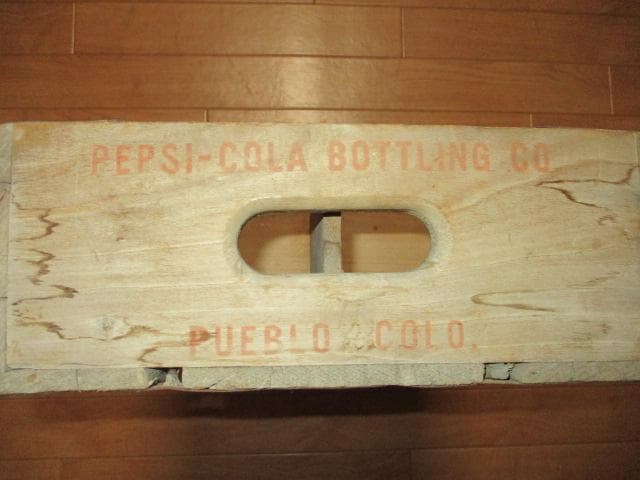 PEPSI-COLA BOTTLING CO
PUEBLO COLO.